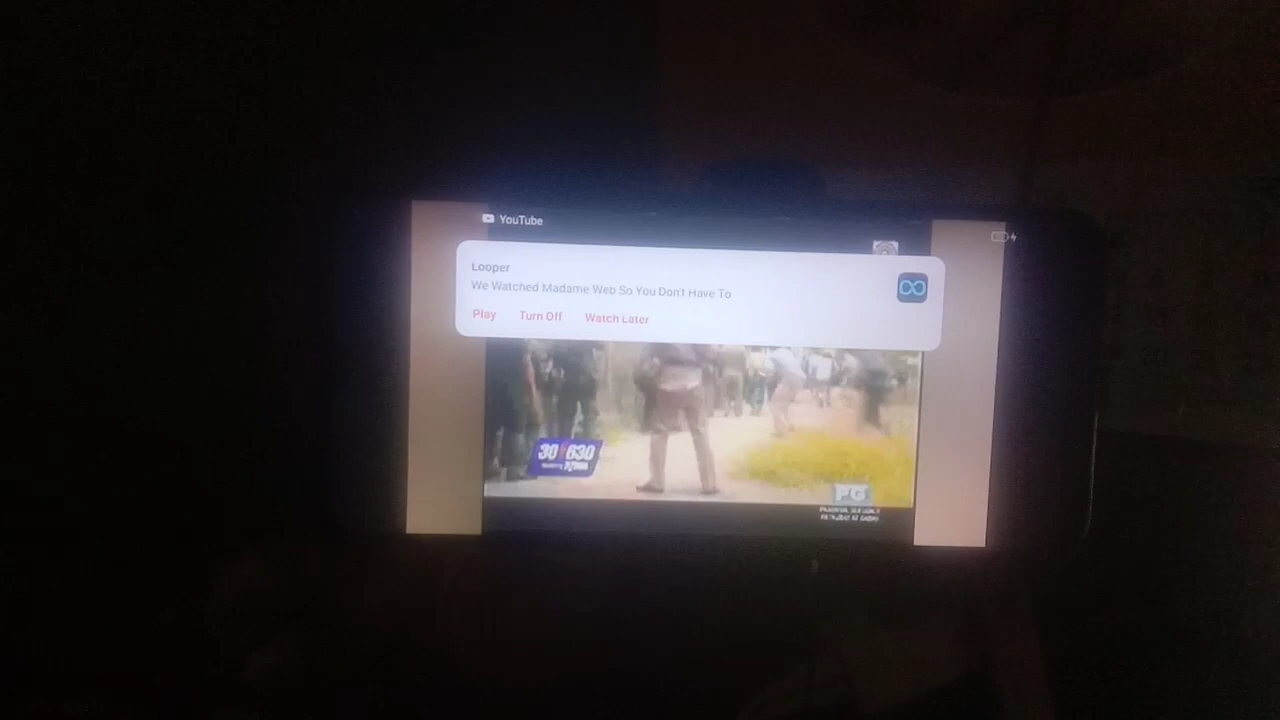 YouTube
Looper
We Watched Madame Web So You Don't Have To
Play Turn Off Watch Later
30 630
PG